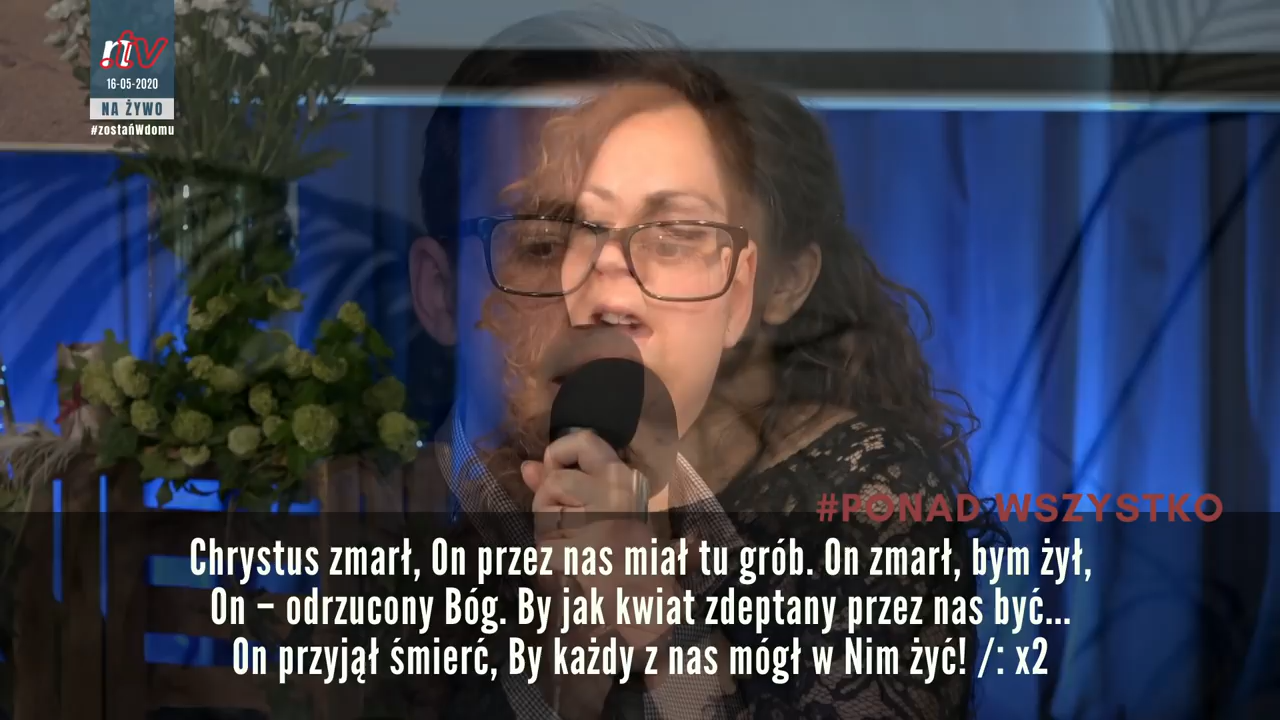 ntv
16-05-2020
NA ŻYWO
#zostańWdomu
#PONAD WSZYSTKO
Chrystus zmarł, On przez nas miał tu grób. On zmarł, bym żył,
On – odrzucony Bóg. By jak kwiat zdeptany przez nas być...
On przyjął śmierć, By każdy z nas mógł w Nim żyć! /: x2